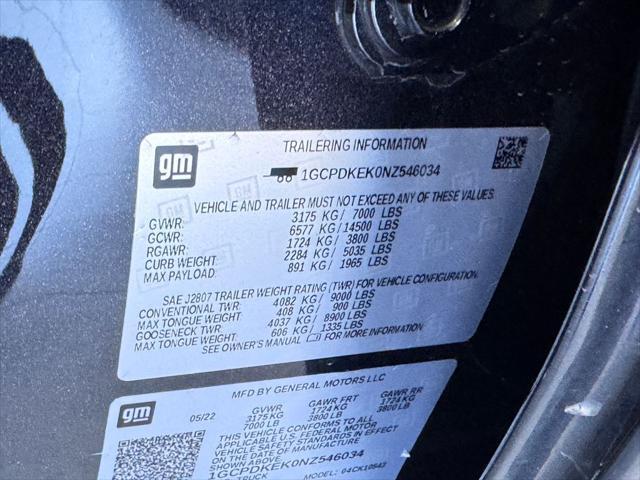 gm
TRAILERING INFORMATION
1GCPDKEK0NZ546034
VEHICLE AND TRAILER MUST NOT EXCEED ANY OF THESE VALUES
GVWR: 3175 KG / 7000 LBS
GCWR: 6577 KG / 14500 LBS
RGAWR: 1724 KG / 3800 LBS
CURB WEIGHT: 2284 KG / 5035 LBS
MAX PAYLOAD: 891 KG / 1965 LBS
SAE J2807 TRAILER WEIGHT RATING (TWR) FOR VEHICLE CONFIGURATION
CONVENTIONAL TWR: 4082 KG / 9000 LBS
MAX TONGUE WEIGHT: 408 KG / 900 LBS
GOOSENECK TWR: 4037 KG / 8900 LBS
MAX TONGUE WEIGHT: 606 KG / 1335 LBS
SEE OWNER'S MANUAL FOR MORE INFORMATION
gm
MFD BY GENERAL MOTORS LLC
05/22 GVWR GAWR FRT GAWR RR
3175KG 1724KG 1724KG
7000 LB 3800 LB 3800 LB
THIS VEHICLE CONFORMS TO ALL
APPLICABLE U.S. FEDERAL MOTOR
VEHICLE SAFETY STANDARDS IN EFFECT
ON THE DATE OF MANUFACTURE
SHOWN ABOVE.
1GCPDKEK0NZ546034
TRUCK MODEL: 04CK10543